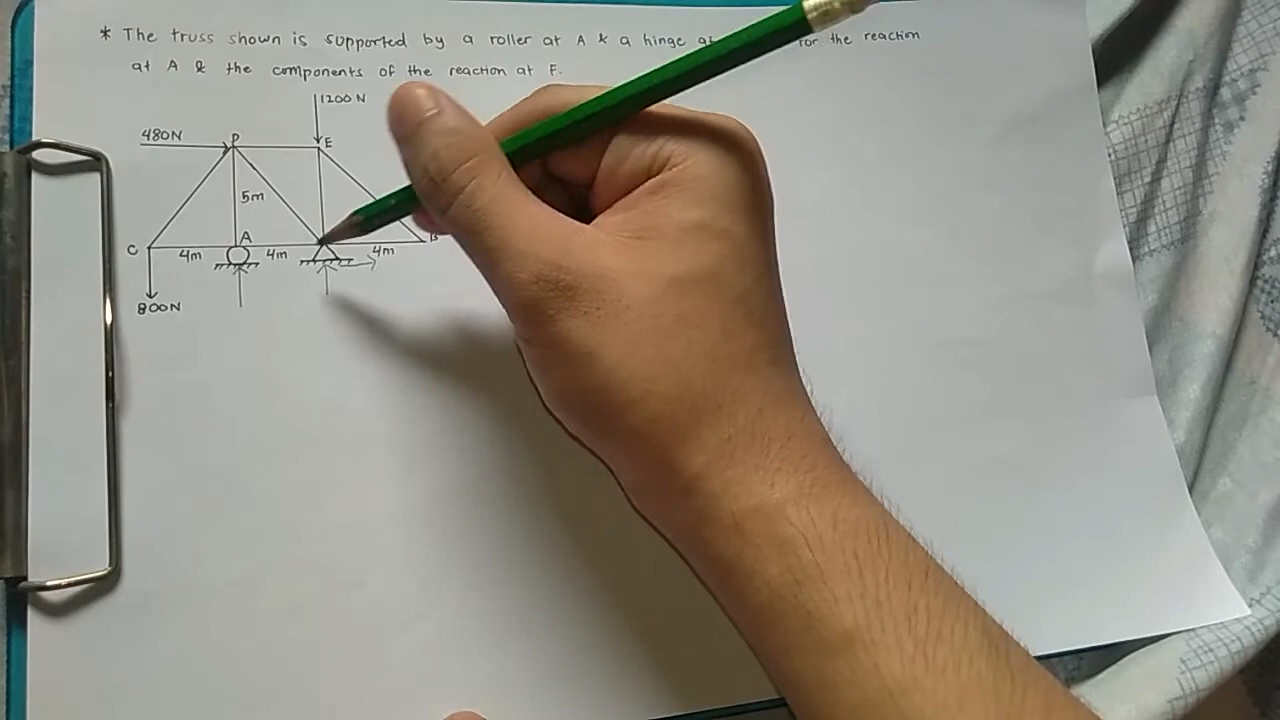 * The truss shown is supported by a roller at A & a hinge at for the reaction
at A & the components of the reaction at F.
1200 N
480N P E
5m
C A B
4m 4m 4m
800N